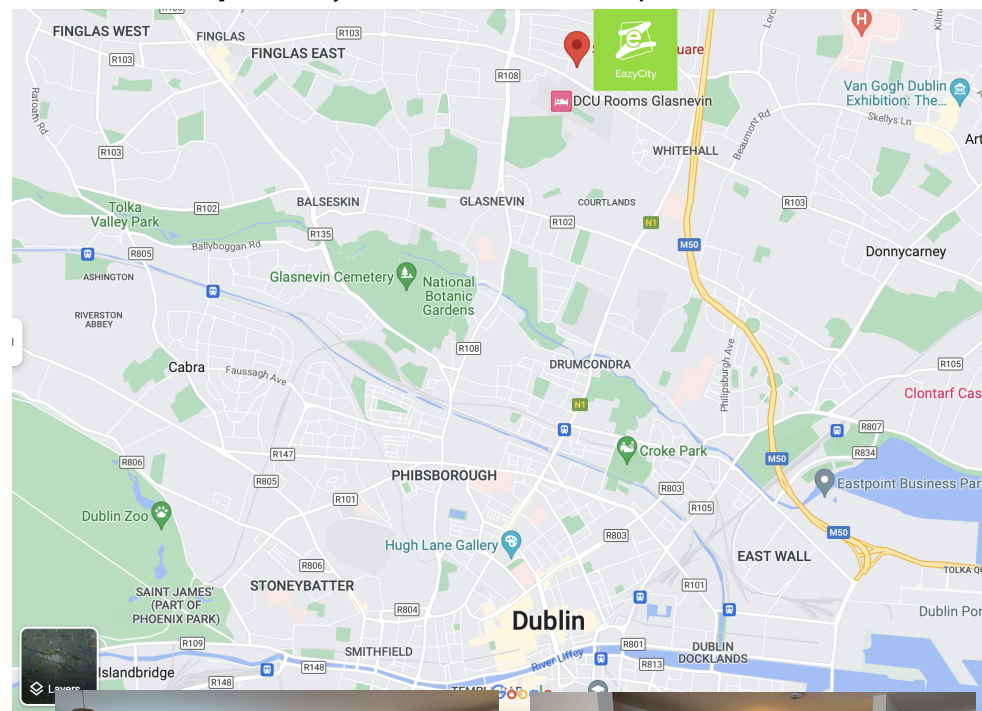 FINGLAS WEST
FINGLAS
FINGLAS EAST
R103
R103
R108
uare
EazyCity
DCU Rooms Glasnevin
H
Van Gogh Dublin
Exhibition: The...
Skellys Ln
Beaumont Rd
Ratoath Rd
R103
WHITEHALL
Tolka
Valley Park
R102
BALSESKIN
GLASNEVIN
COURTLANDS
R102
N1
R103
R135
Ballyboggan Rd
R805
M50
Donnycarney
ASHINGTON
Glasnevin Cemetery
National
Botanic
Gardens
RIVERSTON
ABBEY
R108
Cabra
Faussagh Ave
DRUMCONDRA
Philipsburgh Ave
R105
Clontarf Cas
N1
R807
R834
R147
R806
Croke Park
M50
R805
PHIBSBOROUGH
R803
Eastpoint Business Par
R101
R105
Dublin Zoo
Hugh Lane Gallery
R803
M50
EAST WALL
R806
TOLKA QU
STONEYBATTER
R101
SAINT JAMES'
(PART OF
PHOENIX PARK)
R804
Dublin
Dublin Por
R109
SMITHFIELD
R801
DUBLIN
DOCKLANDS
River Liffey
R813
Islandbridge
R148
R148
Layers
Google